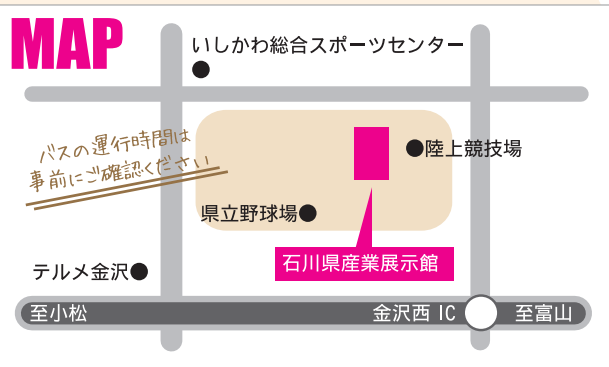 MAP
いしかわ総合スポーツセンター
バスの運行時間は
事前にご確認ください
陸上競技場
県立野球場
石川県産業展示館
テルメ金沢
至小松
金沢西 IC
至富山